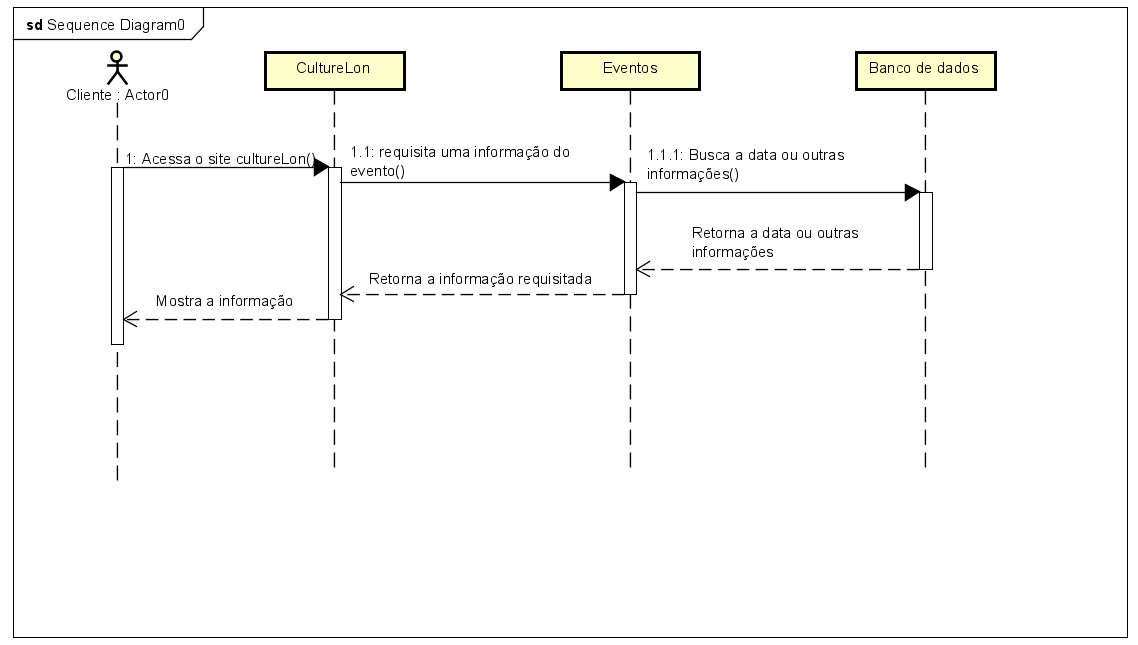 sd Sequence Diagram0
Cliente : Actor0
CultureLon
Eventos
Banco de dados
1: Acessa o site cultureLon()
1.1: requisita uma informação do
evento()
1.1.1: Busca a data ou outras
informações()
Retorna a data ou outras
informações
Retorna a informação requisitada
Mostra a informação